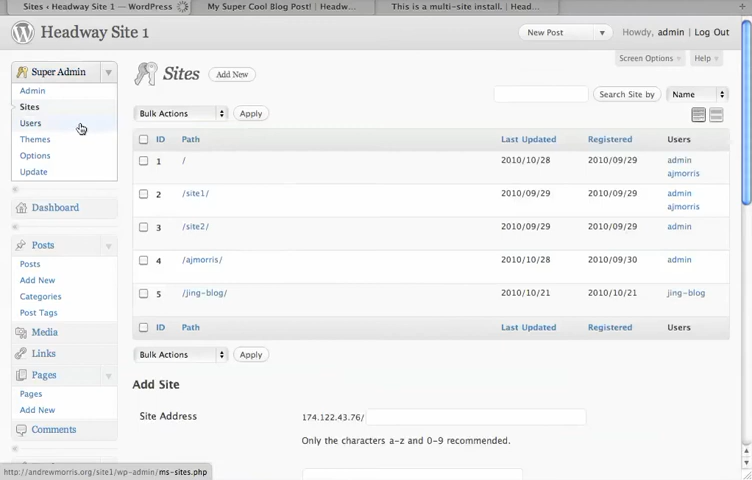 Sites ‹ Headway Site 1 — WordPress
My Super Cool Blog Post! | Headw...
This is a multi-site install. | Head...
Headway Site 1
New Post
Howdy, admin | Log Out
Screen Options
Help
Super Admin
Admin
Sites
Users
Themes
Options
Update
Dashboard
Posts
Posts
Add New
Categories
Post Tags
Media
Links
Pages
Pages
Add New
Comments
Sites
Add New
Search Site by
Name
Bulk Actions
Apply
ID Path Last Updated Registered Users
1 / 2010/10/28 2010/09/29 admin
ajmorris
2 /site1/ 2010/09/29 2010/09/29 admin
ajmorris
3 /site2/ 2010/09/29 2010/09/29 admin
4 /ajmorris/ 2010/10/28 2010/09/30 admin
5 /jing-blog/ 2010/10/21 2010/10/21 jing-blog
ID Path Last Updated Registered Users
Bulk Actions
Apply
Add Site
Site Address
174.122.43.76/
Only the characters a-z and 0-9 recommended.
http://andrewmorris.org/site1/wp-admin/ms-sites.php